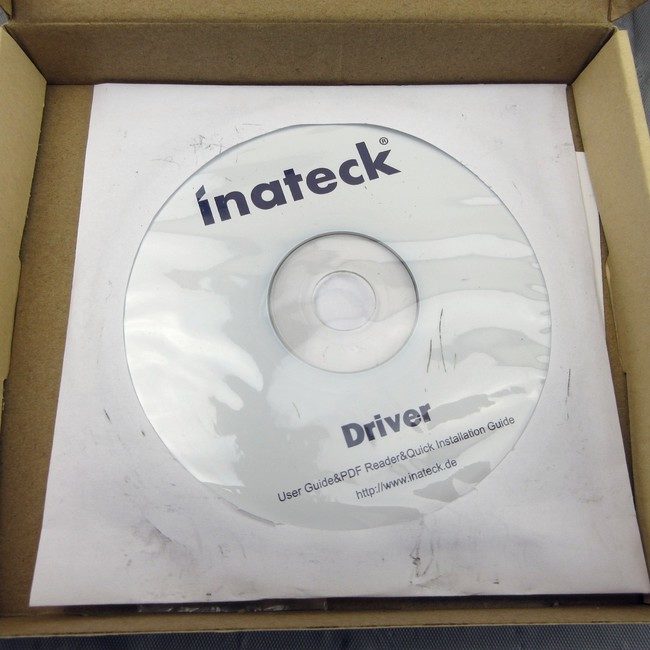 inateck®
Driver
User Guide&PDF Reader&Quick Installation Guide
http://www.inateck.de